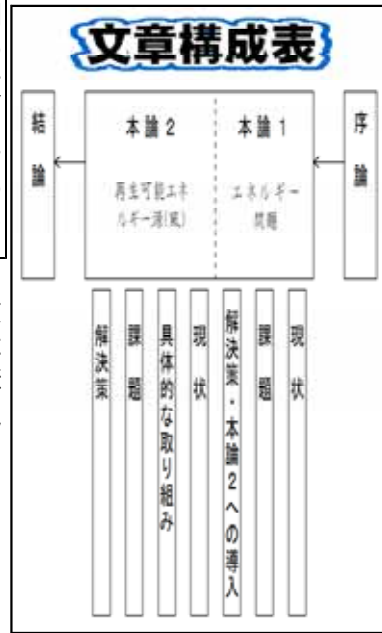 文章構成表
序論
本論1
エネルギー
問題
本論2
再生可能エネ
ルギー源(風)
結論
現状
課題
解決策・本論2への導入
現状
具体的な取り組み
課題
解決策